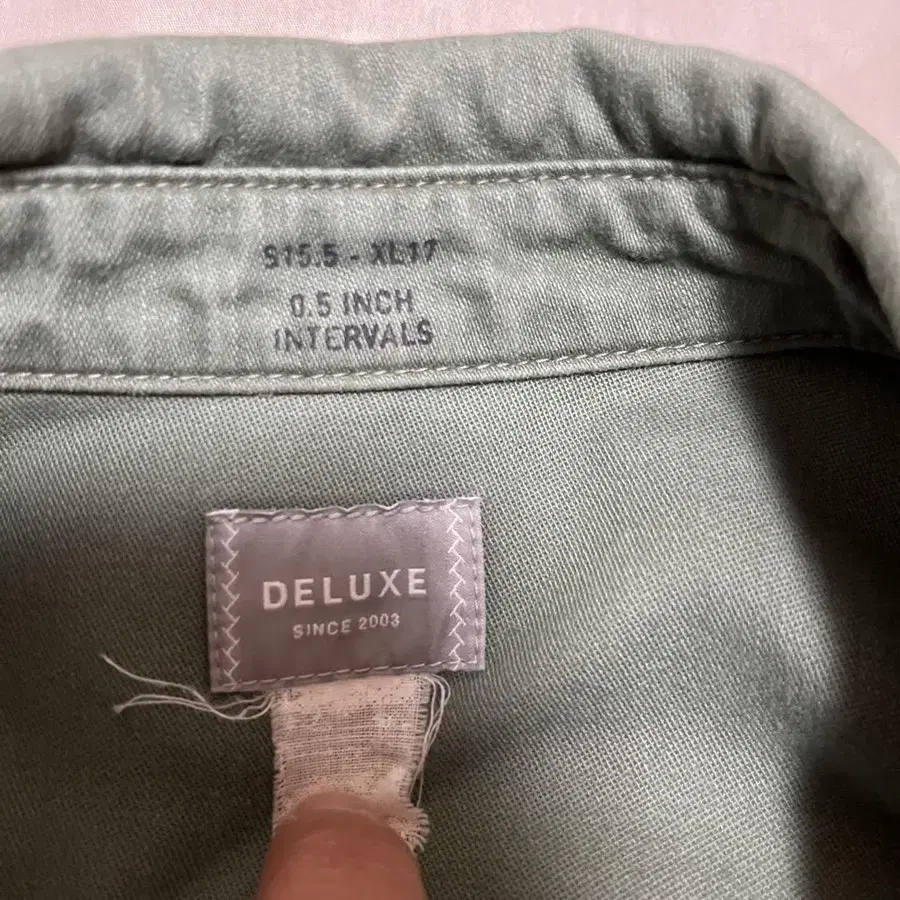 S15.5 - XL17
0.5 INCH
INTERVALS
DELUXE
SINCE 2003